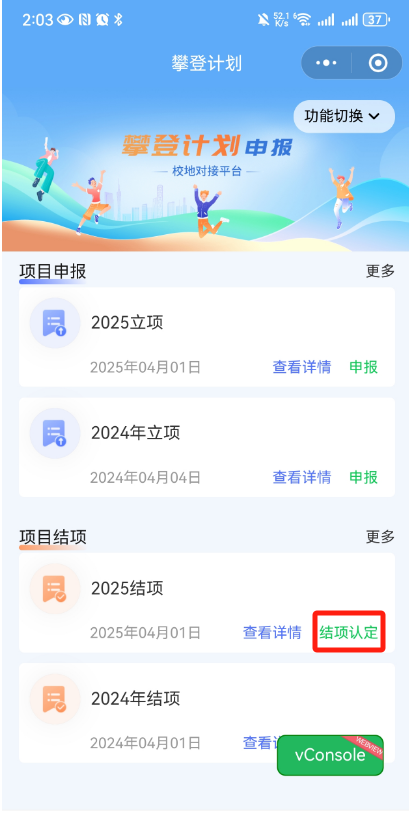 2:03
52.1 K/s
5
37
攀登计划
功能切换
攀登计划申报
校地对接平台
项目申报
更多
2025立项
2025年04月01日
查看详情
申报
2024年立项
2024年04月04日
查看详情
申报
项目结项
更多
2025结项
2025年04月01日
查看详情
结项认定
2024年结项
2024年04月01日
查看
vConsole
WEBVIEW